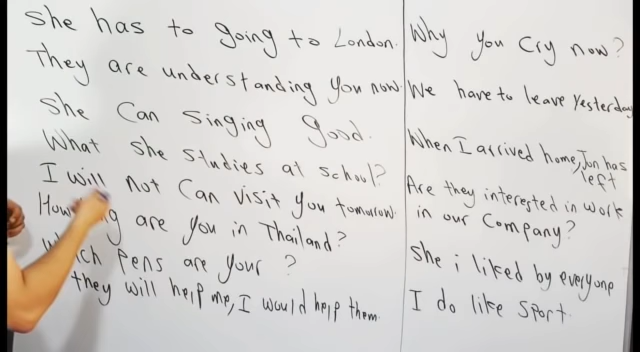 She has to going to London.
They are understanding you now
She can singing good.
What she studies at school?
I will not can visit you tomorrow.
How are you in Thailand?
Which pens are your ?
they will help me, I would help them.
Why you cry now?
We have to leave yesterday
When I arrived home, Jon has
left
Are they interested in work
in our company?
She i liked by everyone
I do like sport.